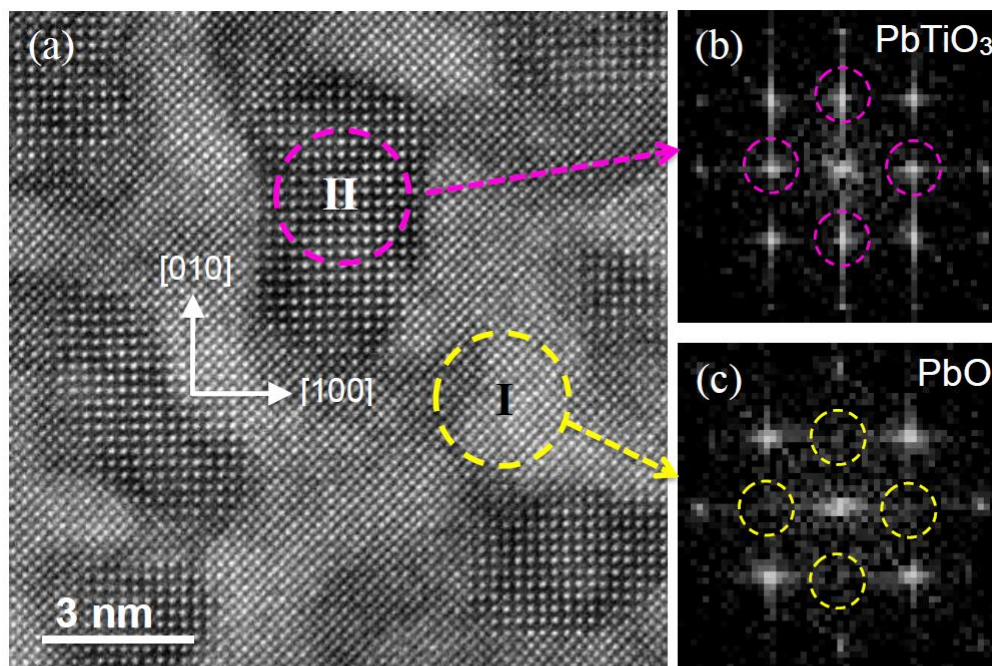 (a)
II
[010]
[100]
I
3 nm
(b)
PbTiO₃
(c)
PbO